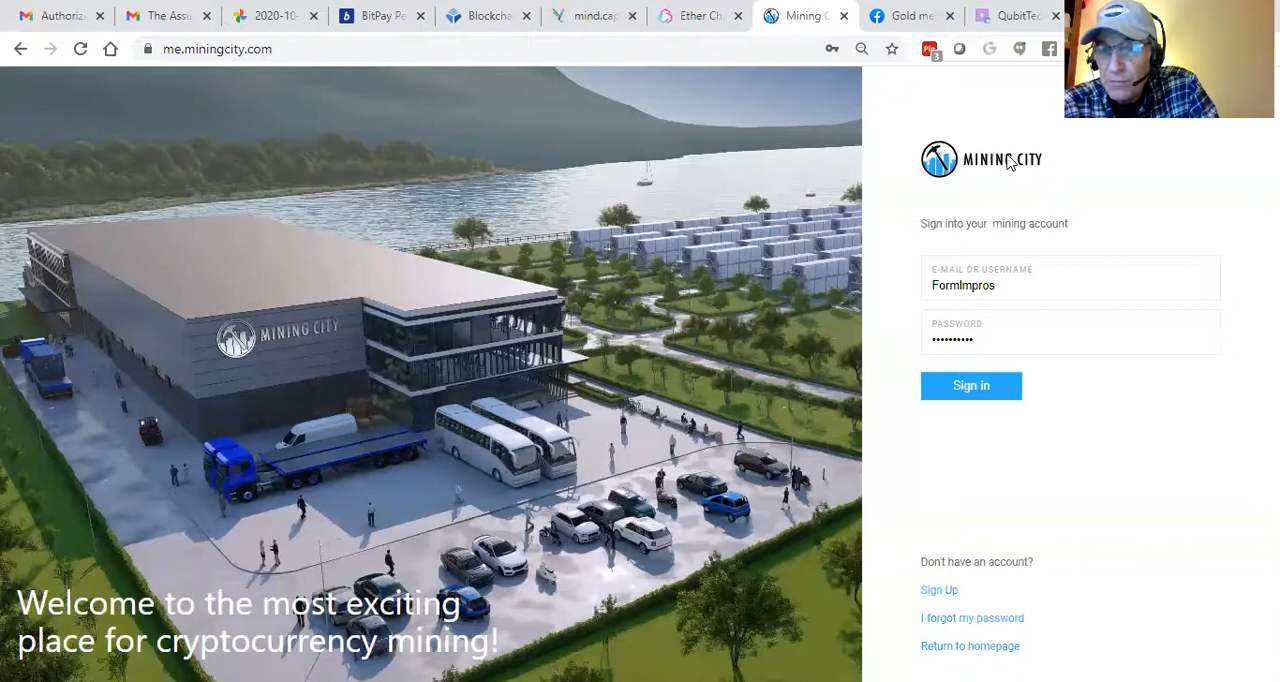 Authoriz
The Assu
2020-10-
BitPay Pe
Blockcha
mind.cap
Ether Ch
Mining C
Gold me
QubitTec
me.miningcity.com
3
MINING CITY
Sign into your mining account
E-MAIL OR USERNAME
FormImpros
PASSWORD
••••••••••
Sign in
MINING CITY
Welcome to the most exciting
place for cryptocurrency mining!
Don't have an account?
Sign Up
I forgot my password
Return to homepage